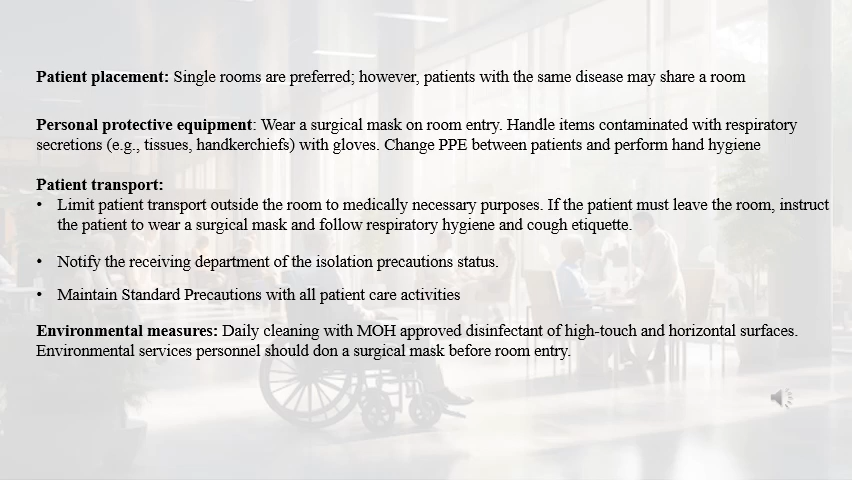 Patient placement: Single rooms are preferred; however, patients with the same disease may share a room
Personal protective equipment: Wear a surgical mask on room entry. Handle items contaminated with respiratory
secretions (e.g., tissues, handkerchiefs) with gloves. Change PPE between patients and perform hand hygiene
Patient transport:
• Limit patient transport outside the room to medically necessary purposes. If the patient must leave the room, instruct
the patient to wear a surgical mask and follow respiratory hygiene and cough etiquette.
• Notify the receiving department of the isolation precautions status.
• Maintain Standard Precautions with all patient care activities
Environmental measures: Daily cleaning with MOH approved disinfectant of high-touch and horizontal surfaces.
Environmental services personnel should don a surgical mask before room entry.